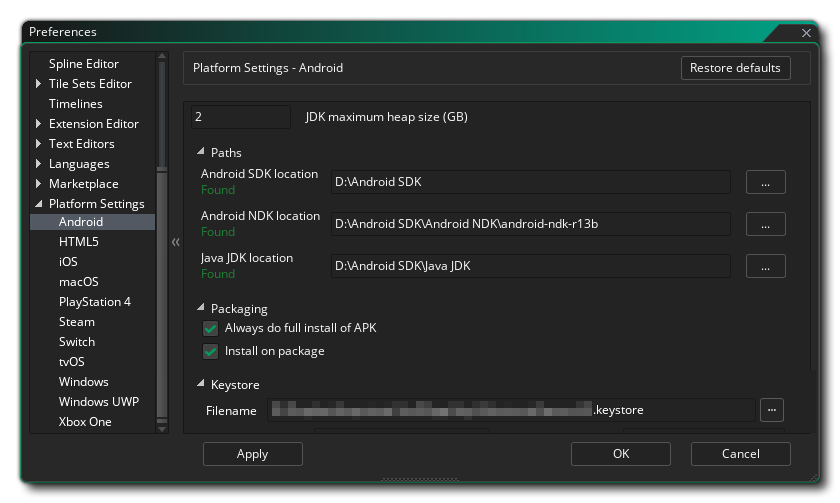 Preferences
Spline Editor
Tile Sets Editor
Timelines
Extension Editor
Text Editors
Languages
Marketplace
Platform Settings
Android
HTML5
iOS
macOS
PlayStation 4
Steam
Switch
tvOS
Windows
Windows UWP
Xbox One
Platform Settings - Android
Restore defaults
2
JDK maximum heap size (GB)
Paths
Android SDK location
Found
D:\Android SDK
...
Android NDK location
Found
D:\Android SDK\Android NDK\android-ndk-r13b
...
Java JDK location
Found
D:\Android SDK\Java JDK
...
Packaging
Always do full install of APK
Install on package
Keystore
Filename
.keystore
...
Apply
OK
Cancel